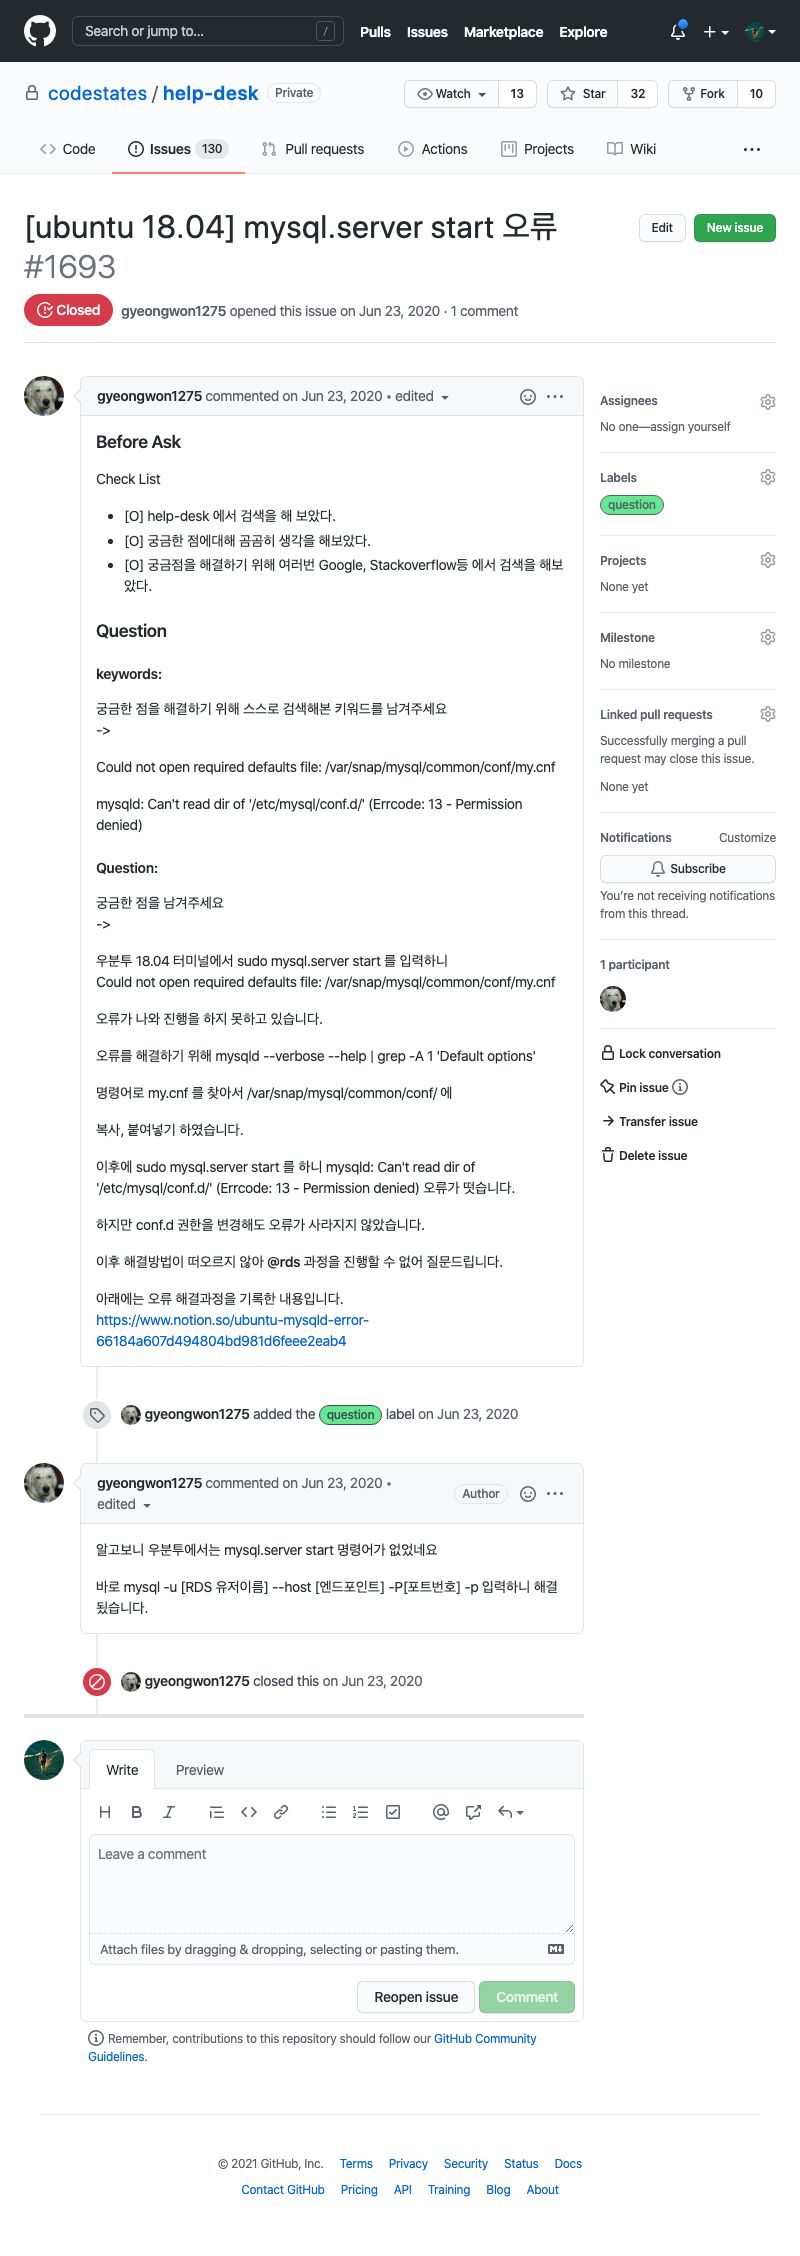 Search or jump to... /
Pulls Issues Marketplace Explore
codestates / help-desk Private
Watch 13 Star 32 Fork 10
Code Issues 130 Pull requests Actions Projects Wiki ...
[ubuntu 18.04] mysql.server start 오류
#1693
Edit New issue
Closed gyeongwon1275 opened this issue on Jun 23, 2020 · 1 comment
gyeongwon1275 commented on Jun 23, 2020 • edited
Before Ask
Check List
• [O] help-desk 에서 검색을 해 보았다.
• [O] 궁금한 점에대해 곰곰히 생각을 해보았다.
• [O] 궁금점을 해결하기 위해 여러번 Google, Stackoverflow등 에서 검색을 해보
았다.
Question
keywords:
궁금한 점을 해결하기 위해 스스로 검색해본 키워드를 남겨주세요
->
Could not open required defaults file: /var/snap/mysql/common/conf/my.cnf
mysqld: Can't read dir of '/etc/mysql/conf.d/' (Errcode: 13 - Permission
denied)
Question:
궁금한 점을 남겨주세요
->
우분투 18.04 터미널에서 sudo mysql.server start 를 입력하니
Could not open required defaults file: /var/snap/mysql/common/conf/my.cnf
오류가 나와 진행을 하지 못하고 있습니다.
오류를 해결하기 위해 mysqld --verbose --help | grep -A 1 'Default options'
명령어로 my.cnf 를 찾아서 /var/snap/mysql/common/conf/ 에
복사, 붙여넣기 하였습니다.
이후에 sudo mysql.server start 를 하니 mysqld: Can't read dir of
'/etc/mysql/conf.d/' (Errcode: 13 - Permission denied) 오류가 떳습니다.
하지만 conf.d 권한을 변경해도 오류가 사라지지 않았습니다.
이후 해결방법이 떠오르지 않아 @rds 과정을 진행할 수 없어 질문드립니다.
아래에는 오류 해결과정을 기록한 내용입니다.
https://www.notion.so/ubuntu-mysqld-error-
66184a607d494804bd981d6feee2eab4
gyeongwon1275 added the question label on Jun 23, 2020
gyeongwon1275 commented on Jun 23, 2020 •
edited
Author
알고보니 우분투에서는 mysql.server start 명령어가 없었네요
바로 mysql -u [RDS 유저이름] --host [엔드포인트] -P[포트번호] -p 입력하니 해결
됬습니다.
gyeongwon1275 closed this on Jun 23, 2020
Write Preview
Leave a comment
Attach files by dragging & dropping, selecting or pasting them.
Reopen issue Comment
Remember, contributions to this repository should follow our GitHub Community
Guidelines.
Assignees
No one—assign yourself
Labels
question
Projects
None yet
Milestone
No milestone
Linked pull requests
Successfully merging a pull
request may close this issue.
None yet
Notifications Customize
Subscribe
You're not receiving notifications
from this thread.
1 participant
Lock conversation
Pin issue
Transfer issue
Delete issue
© 2021 GitHub, Inc. Terms Privacy Security Status Docs
Contact GitHub Pricing API Training Blog About